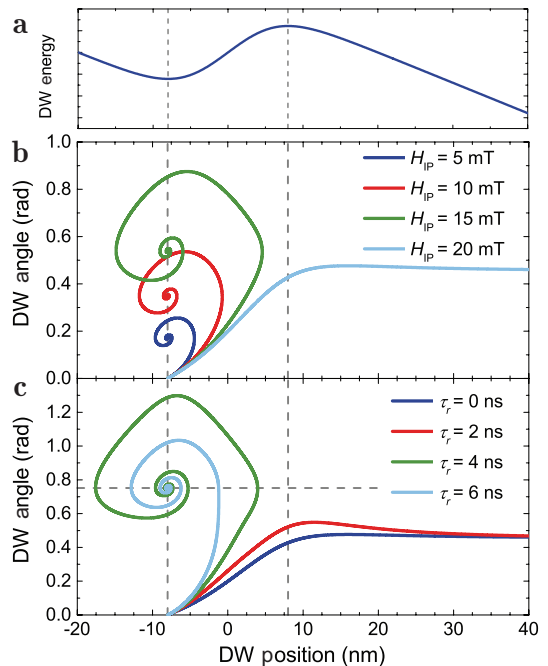 a
DW energy
b
1.0
0.8
0.6
0.4
0.2
0.0
DW angle (rad)
H_IP = 5 mT
H_IP = 10 mT
H_IP = 15 mT
H_IP = 20 mT
c
1.2
1.0
0.8
0.6
0.4
0.2
0.0
DW angle (rad)
τ_r = 0 ns
τ_r = 2 ns
τ_r = 4 ns
τ_r = 6 ns
-20 -10 0 10 20 30 40
DW position (nm)